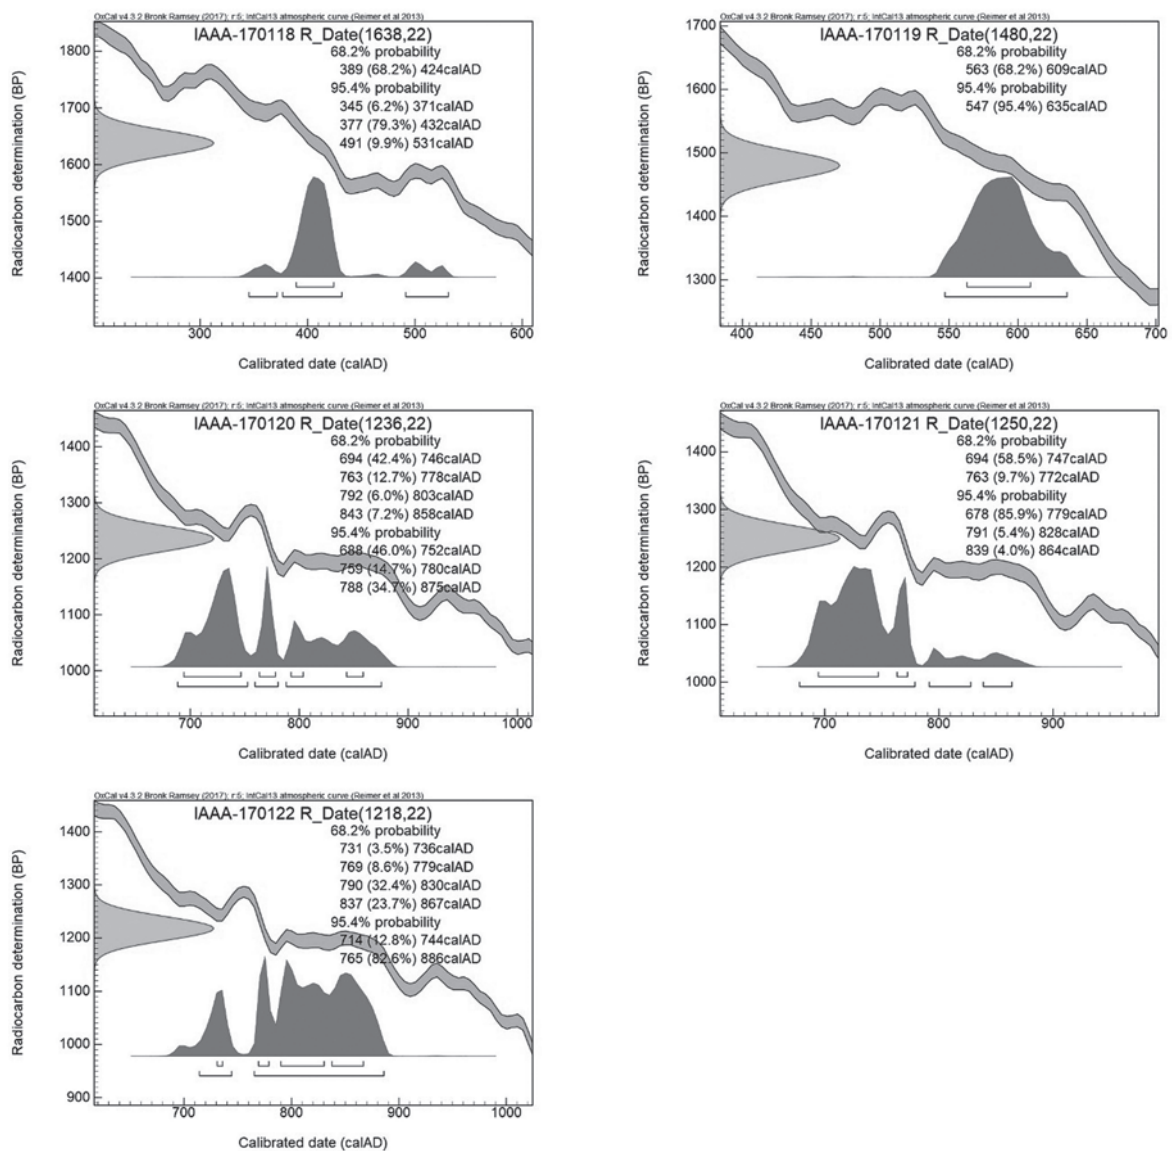 OxCal v4.3.2 Bronk Ramsey (2017); r:5; IntCal13 atmospheric curve (Reimer et al 2013)
IAAA-170118 R_Date(1638,22)
68.2% probability
389 (68.2%) 424calAD
95.4% probability
345 (6.2%) 371calAD
377 (79.3%) 432calAD
491 (9.9%) 531calAD
Radiocarbon determination (BP)
1800
1700
1600
1500
1400
300 400 500 600
Calibrated date (calAD)
OxCal v4.3.2 Bronk Ramsey (2017); r:5; IntCal13 atmospheric curve (Reimer et al 2013)
IAAA-170119 R_Date(1480,22)
68.2% probability
563 (68.2%) 609calAD
95.4% probability
547 (95.4%) 635calAD
Radiocarbon determination (BP)
1700
1600
1500
1400
1300
400 450 500 550 600 650 700
Calibrated date (calAD)
OxCal v4.3.2 Bronk Ramsey (2017); r:5; IntCal13 atmospheric curve (Reimer et al 2013)
IAAA-170120 R_Date(1236,22)
68.2% probability
694 (42.4%) 746calAD
763 (12.7%) 778calAD
792 (6.0%) 803calAD
843 (7.2%) 858calAD
95.4% probability
688 (46.0%) 752calAD
759 (14.7%) 780calAD
788 (34.7%) 875calAD
Radiocarbon determination (BP)
1400
1300
1200
1100
1000
700 800 900 1000
Calibrated date (calAD)
OxCal v4.3.2 Bronk Ramsey (2017); r:5; IntCal13 atmospheric curve (Reimer et al 2013)
IAAA-170121 R_Date(1250,22)
68.2% probability
694 (58.5%) 747calAD
763 (9.7%) 772calAD
95.4% probability
678 (85.9%) 779calAD
791 (5.4%) 828calAD
839 (4.0%) 864calAD
Radiocarbon determination (BP)
1400
1300
1200
1100
1000
700 800 900
Calibrated date (calAD)
OxCal v4.3.2 Bronk Ramsey (2017); r:5; IntCal13 atmospheric curve (Reimer et al 2013)
IAAA-170122 R_Date(1218,22)
68.2% probability
731 (3.5%) 736calAD
769 (8.6%) 779calAD
790 (32.4%) 830calAD
837 (23.7%) 867calAD
95.4% probability
714 (12.8%) 744calAD
765 (82.6%) 886calAD
Radiocarbon determination (BP)
1400
1300
1200
1100
1000
900
700 800 900 1000
Calibrated date (calAD)